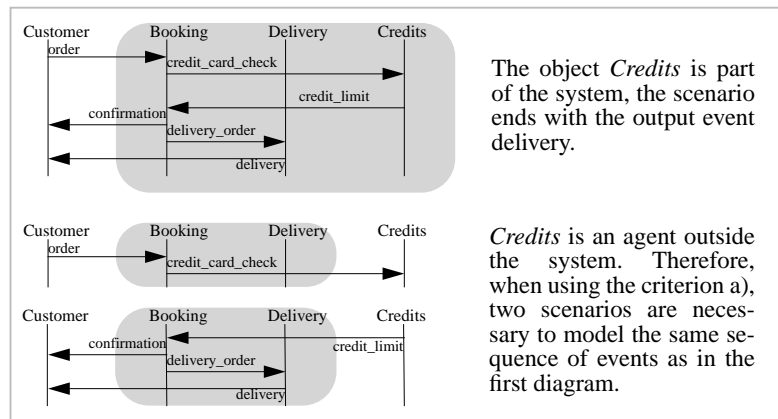 Customer Booking Delivery Credits
order
credit_card_check
credit_limit
confirmation
delivery_order
delivery
The object Credits is part
of the system, the scenario
ends with the output event
delivery.
Customer Booking Delivery Credits
order
credit_card_check
Customer Booking Delivery Credits
credit_limit
confirmation
delivery_order
delivery
Credits is an agent outside
the system. Therefore,
when using the criterion a),
two scenarios are neces-
sary to model the same se-
quence of events as in the
first diagram.